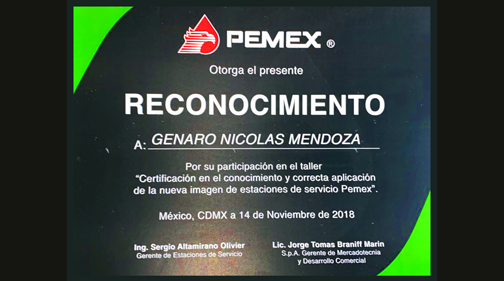 PEMEX ®
Otorga el presente
RECONOCIMIENTO
A: GENARO NICOLAS MENDOZA
Por su participación en el taller
"Certificación en el conocimiento y correcta aplicación
de la nueva imagen de estaciones de servicio Pemex".
México, CDMX a 14 de Noviembre de 2018
Ing. Sergio Altamirano Olivier
Gerente de Estaciones de Servicio
Lic. Jorge Tomas Braniff Marin
S.p.A. Gerente de Mercadotecnia
y Desarrollo Comercial